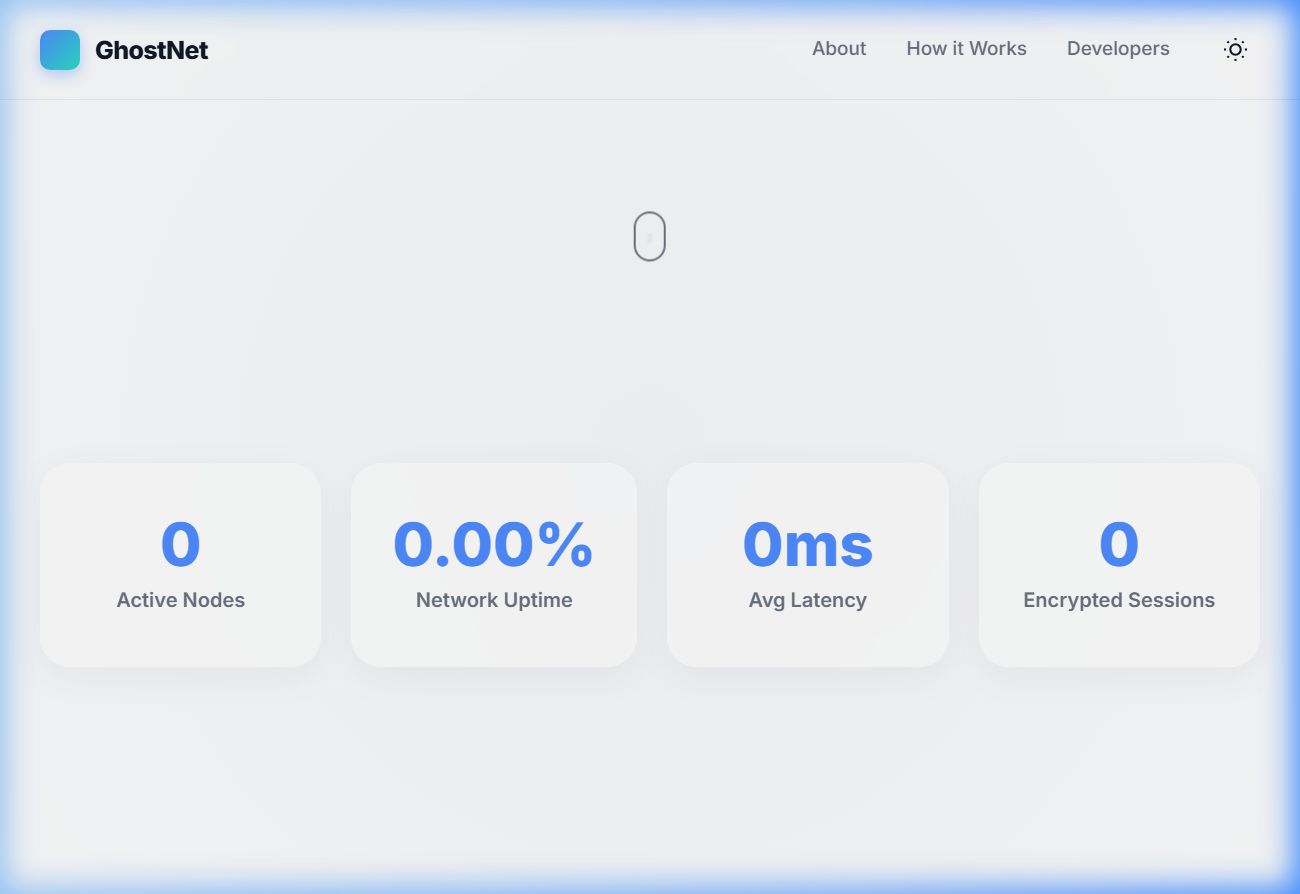 GhostNet
About How it Works Developers
0 0.00% 0ms 0
Active Nodes Network Uptime Avg Latency Encrypted Sessions